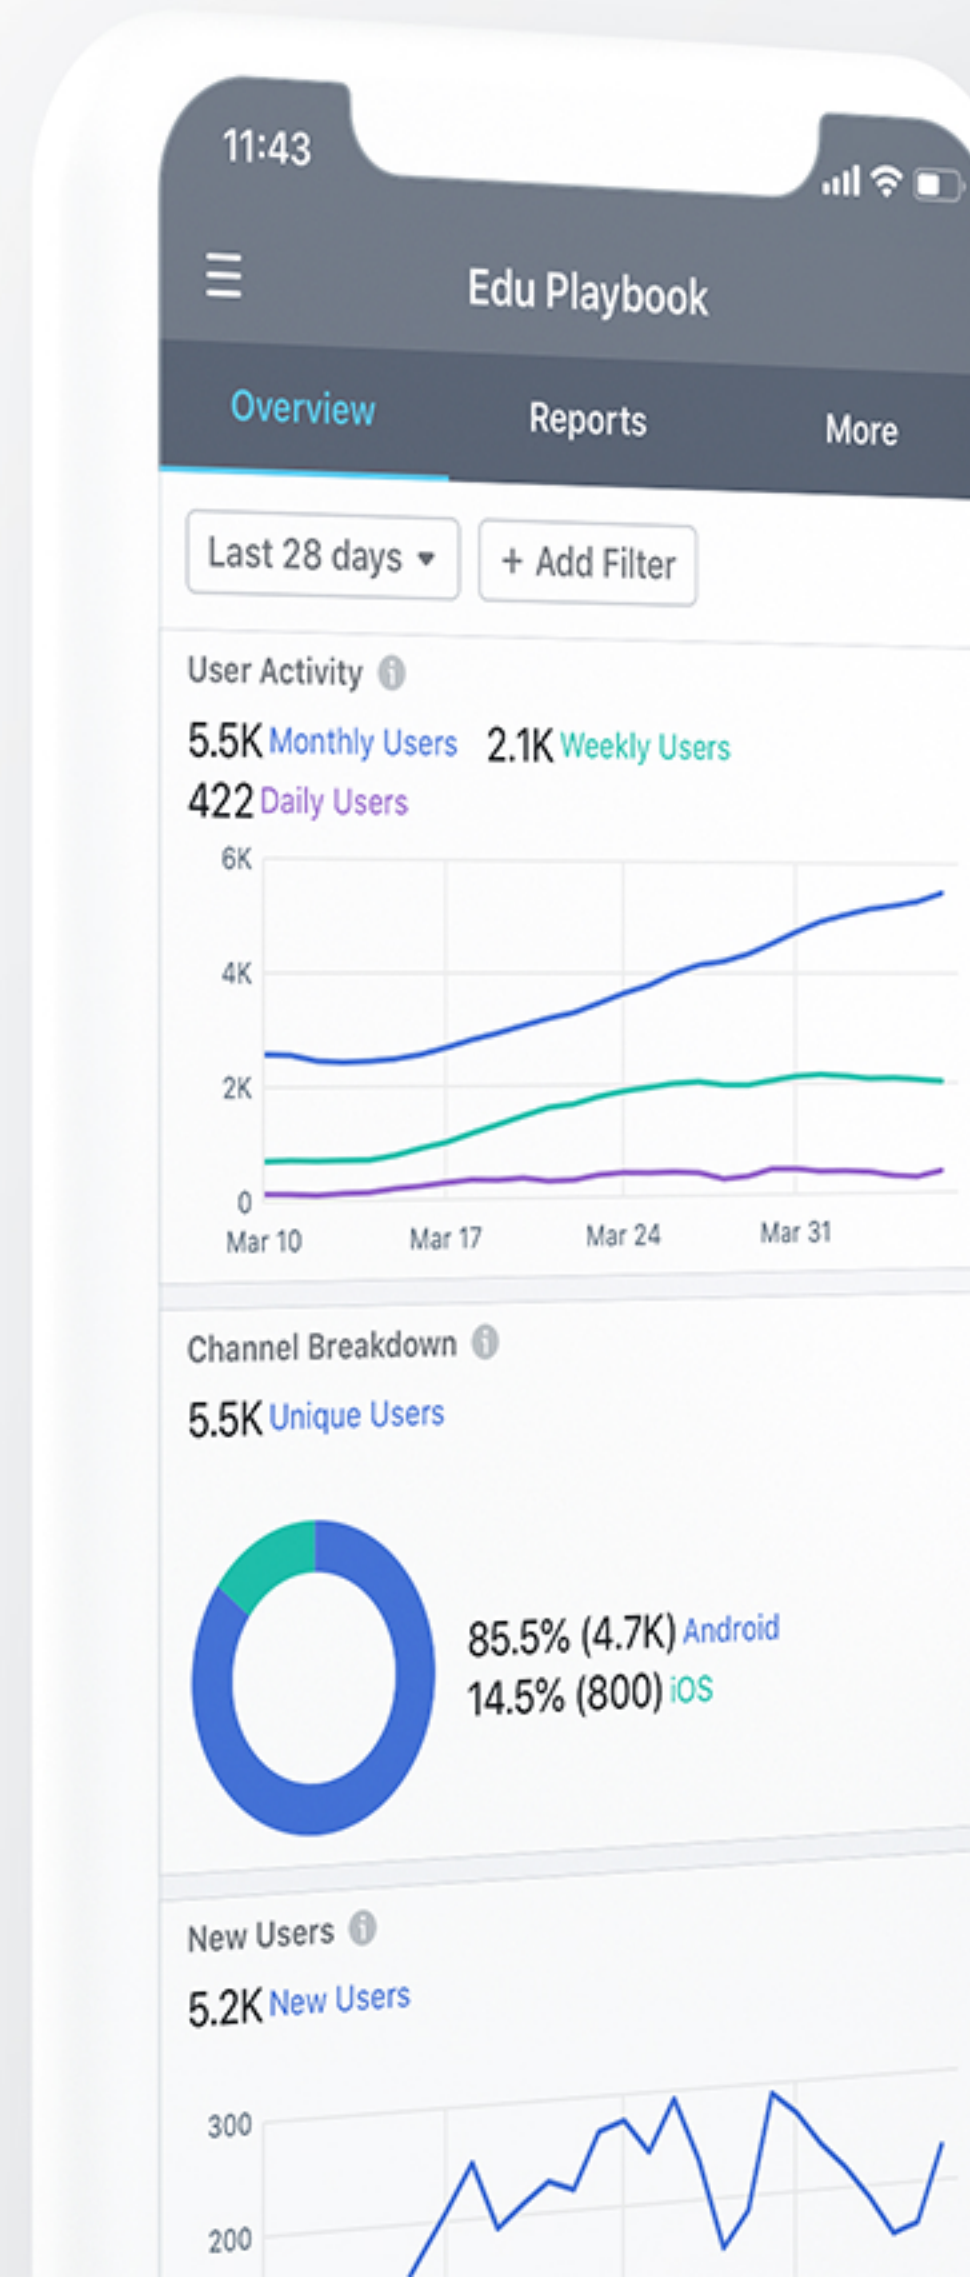 11:43
Edu Playbook
Overview Reports More
Last 28 days + Add Filter
User Activity i
5.5K Monthly Users 2.1K Weekly Users
422 Daily Users
6K
4K
2K
0
Mar 10 Mar 17 Mar 24 Mar 31
Channel Breakdown i
5.5K Unique Users
85.5% (4.7K) Android
14.5% (800) iOS
New Users i
5.2K New Users
300
200